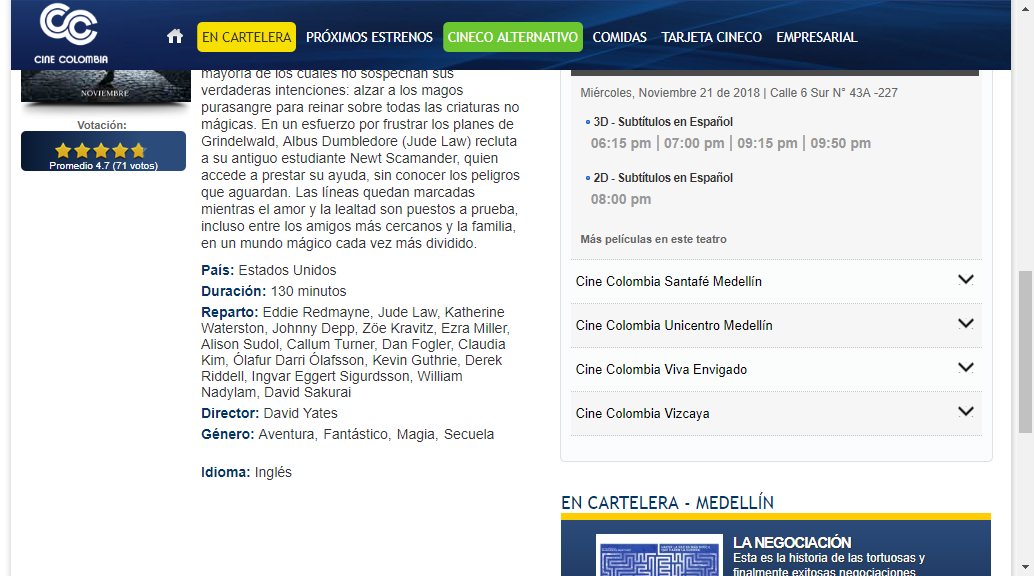 CINE COLOMBIA
EN CARTELERA
PRÓXIMOS ESTRENOS
CINECO ALTERNATIVO
COMIDAS
TARJETA CINECO
EMPRESARIAL
NOVIEMBRE
Votación:
Promedio 4.7 (71 votos)
mayoría de los cuales no sospechan sus
verdaderas intenciones: alzar a los magos
purasangre para reinar sobre todas las criaturas no
mágicas. En un esfuerzo por frustrar los planes de
Grindelwald, Albus Dumbledore (Jude Law) recluta
a su antiguo estudiante Newt Scamander, quien
accede a prestar su ayuda, sin conocer los peligros
que aguardan. Las líneas quedan marcadas
mientras el amor y la lealtad son puestos a prueba,
incluso entre los amigos más cercanos y la familia,
en un mundo mágico cada vez más dividido.
País: Estados Unidos
Duración: 130 minutos
Reparto: Eddie Redmayne, Jude Law, Katherine
Waterston, Johnny Depp, Zöe Kravitz, Ezra Miller,
Alison Sudol, Callum Turner, Dan Fogler, Claudia
Kim, Ólafur Darri Ólafsson, Kevin Guthrie, Derek
Riddell, Ingvar Eggert Sigurdsson, William
Nadylam, David Sakurai
Director: David Yates
Género: Aventura, Fantástico, Magia, Secuela
Idioma: Inglés
Miércoles, Noviembre 21 de 2018 | Calle 6 Sur N° 43A -227
3D - Subtítulos en Español
06:15 pm | 07:00 pm | 09:15 pm | 09:50 pm
2D - Subtítulos en Español
08:00 pm
Más películas en este teatro
Cine Colombia Santafé Medellín
Cine Colombia Unicentro Medellín
Cine Colombia Viva Envigado
Cine Colombia Vizcaya
EN CARTELERA - MEDELLÍN
LA NEGOCIACIÓN
Esta es la historia de las tortuosas y
finalmente exitosas negociaciones